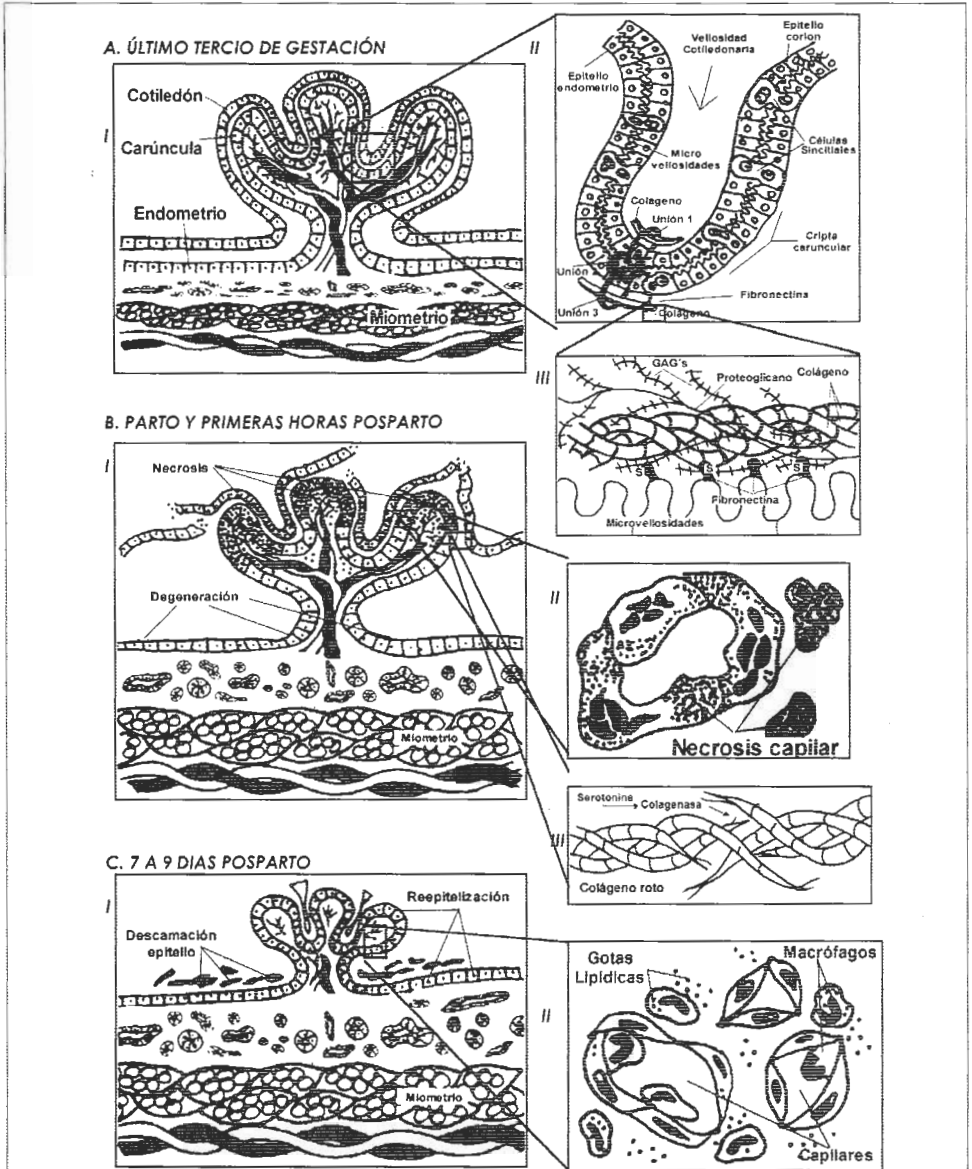 A. ÚLTIMO TERCIO DE GESTACIÓN
I
Cotiledón
Carúncula
Endometrio
Miometrio
II
Epitelio
endometrio
Vellosidad
Cotiledonaria
Epitelio
corion
Micro
vellosidades
Células
Sincitiales
Colágeno
Unión 1
Unión 2
Unión 3
Cripta
caruncular
Fibronectina
Colágeno
III
GAG's
Proteoglicano
Colágeno
S
S
S
Fibronectina
Microvellosidades
B. PARTO Y PRIMERAS HORAS POSPARTO
I
Necrosis
Degeneración
Miometrio
II
Necrosis capilar
III
Serotonina
Colagenasa
Colágeno roto
C. 7 A 9 DIAS POSPARTO
I
Descamación
epitelio
Reepitelización
Miometrio
II
Gotas
Lipídicas
Macrófagos
Capilares